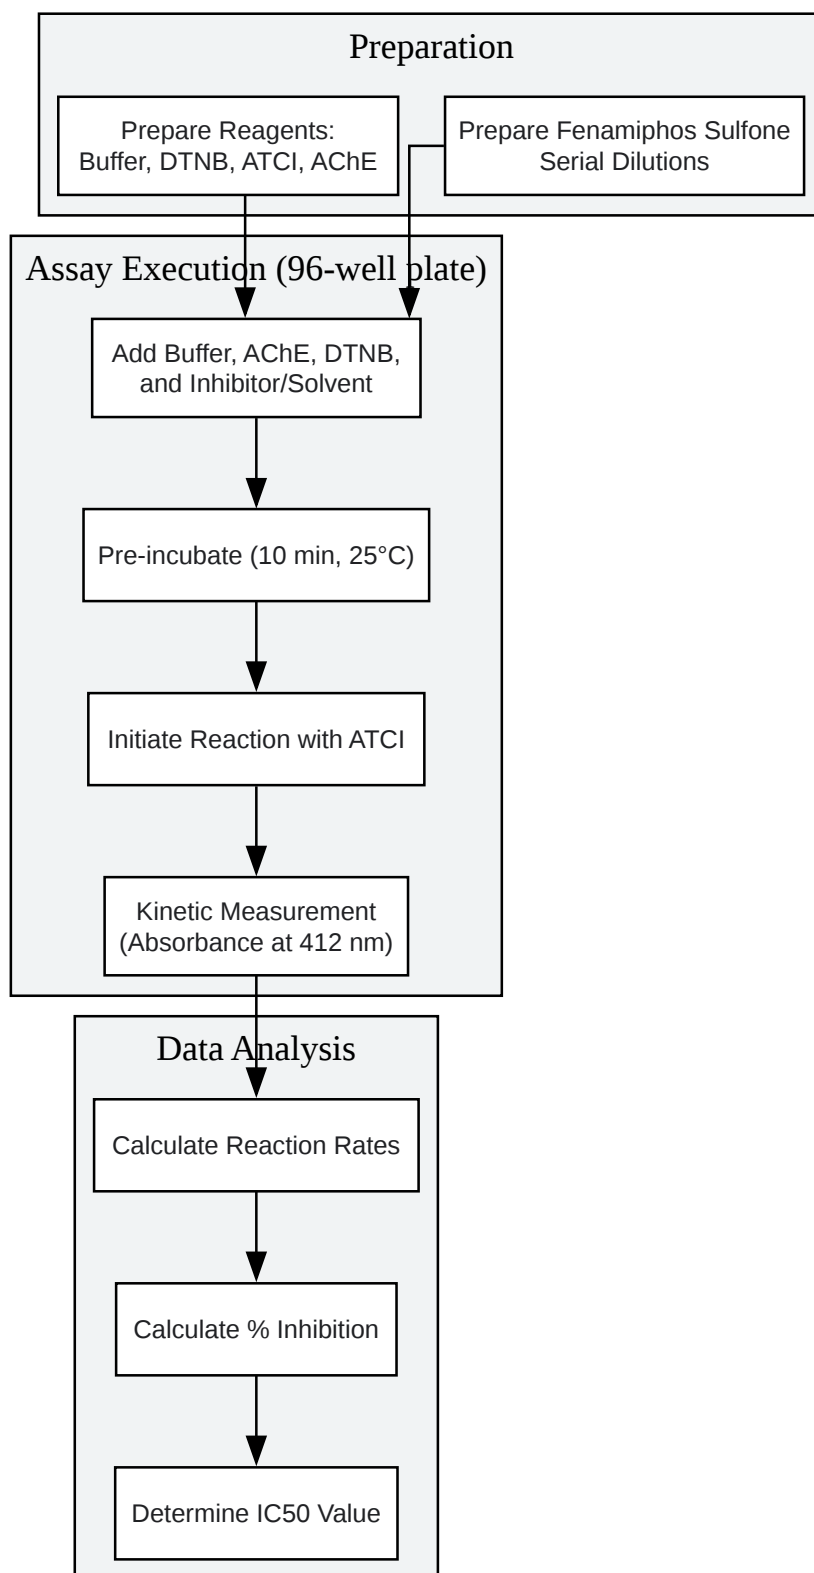 Preparation
Prepare Reagents:
Buffer, DTNB, ATCI, AChE
Prepare Fenamiphos Sulfone
Serial Dilutions
Assay Execution (96-well plate)
Add Buffer, AChE, DTNB,
and Inhibitor/Solvent
Pre-incubate (10 min, 25°C)
Initiate Reaction with ATCI
Kinetic Measurement
(Absorbance at 412 nm)
Data Analysis
Calculate Reaction Rates
Calculate % Inhibition
Determine IC50 Value